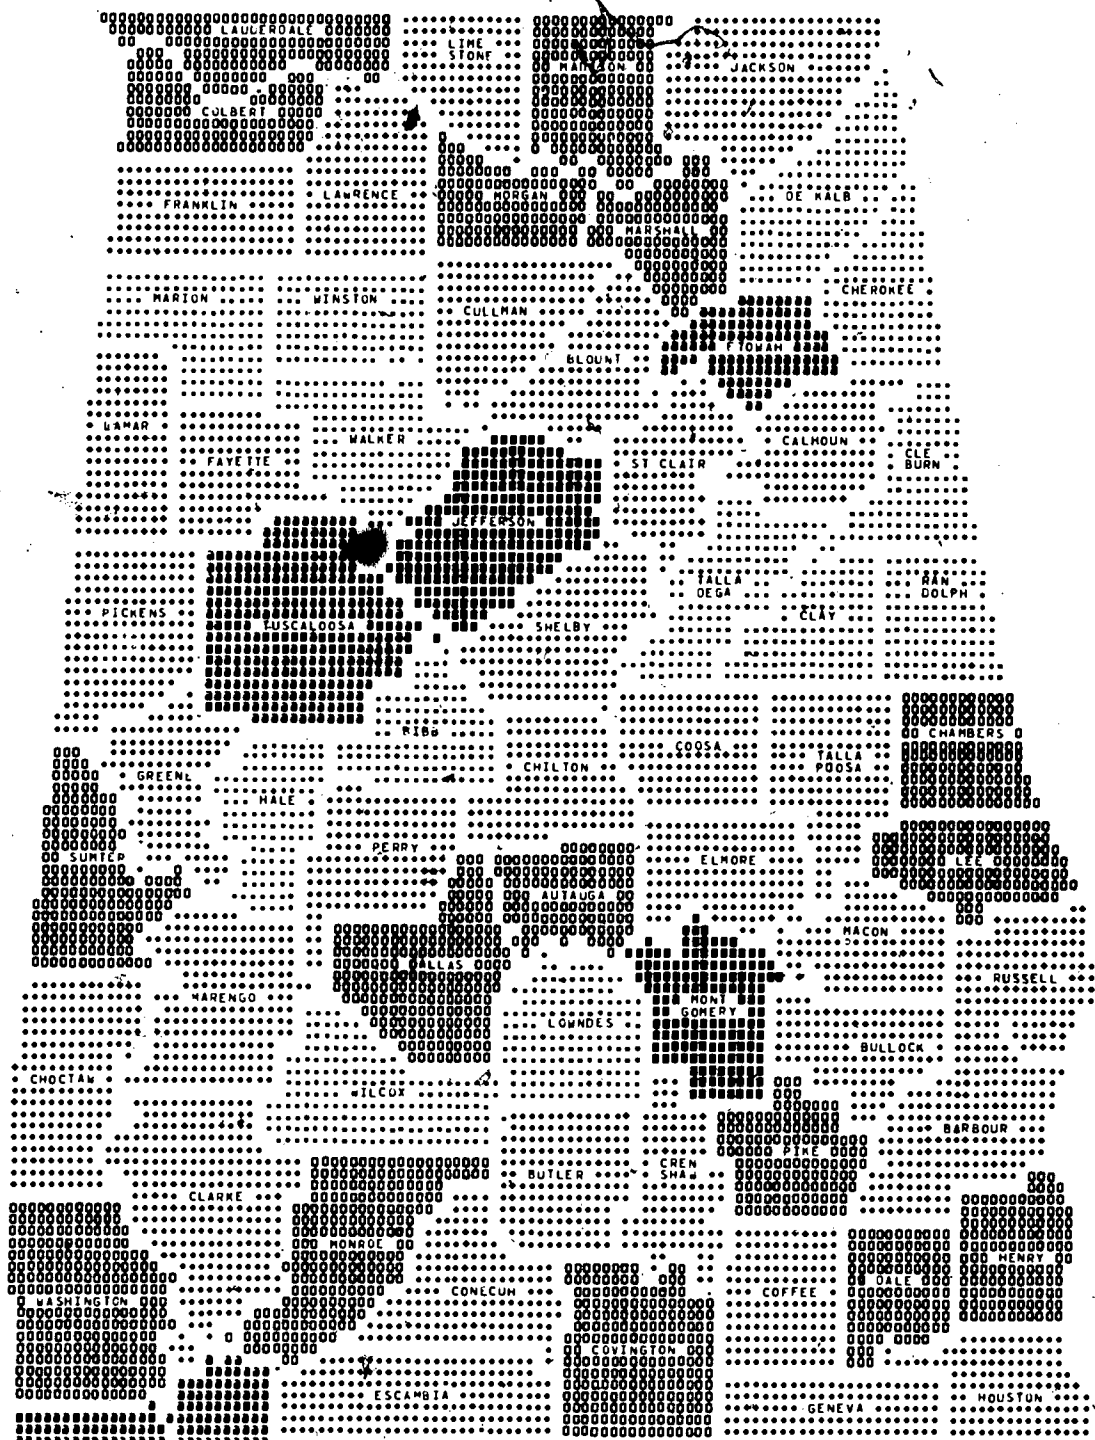 LAUDERDALE
LIME
STONE
MADISON
JACKSON
COLBERT
FRANKLIN
LAWRENCE
MORGAN
DE KALB
MARSHALL
MARION
WINSTON
CULLMAN
CHEROKEE
BLOUNT
ETOWAH
LAMAR
WALKER
CALHOUN
FAYETTE
ST CLAIR
CLE
BURN
JEFFERSON
PICKENS
TUSCALOOSA
SHELBY
TALLA
DEGA
CLAY
RAN
DOLPH
BIBB
CHAMBERS
COOSA
CHILTON
TALLA
POOSA
GREENE
HALE
SUMTER
PERRY
ELMORE
LEE
AUTAUGA
MACON
DALLAS
RUSSELL
MARENGO
LOWNDES
MONT
GOMERY
BULLOCK
CHOCTAW
WILCOX
BARBOUR
BUTLER
CREN
SHAW
PIKE
CLARKE
MONROE
HENRY
CONECUH
COFFEE
DALE
WASHINGTON
COVINGTON
ESCAMBIA
GENEVA
HOUSTON